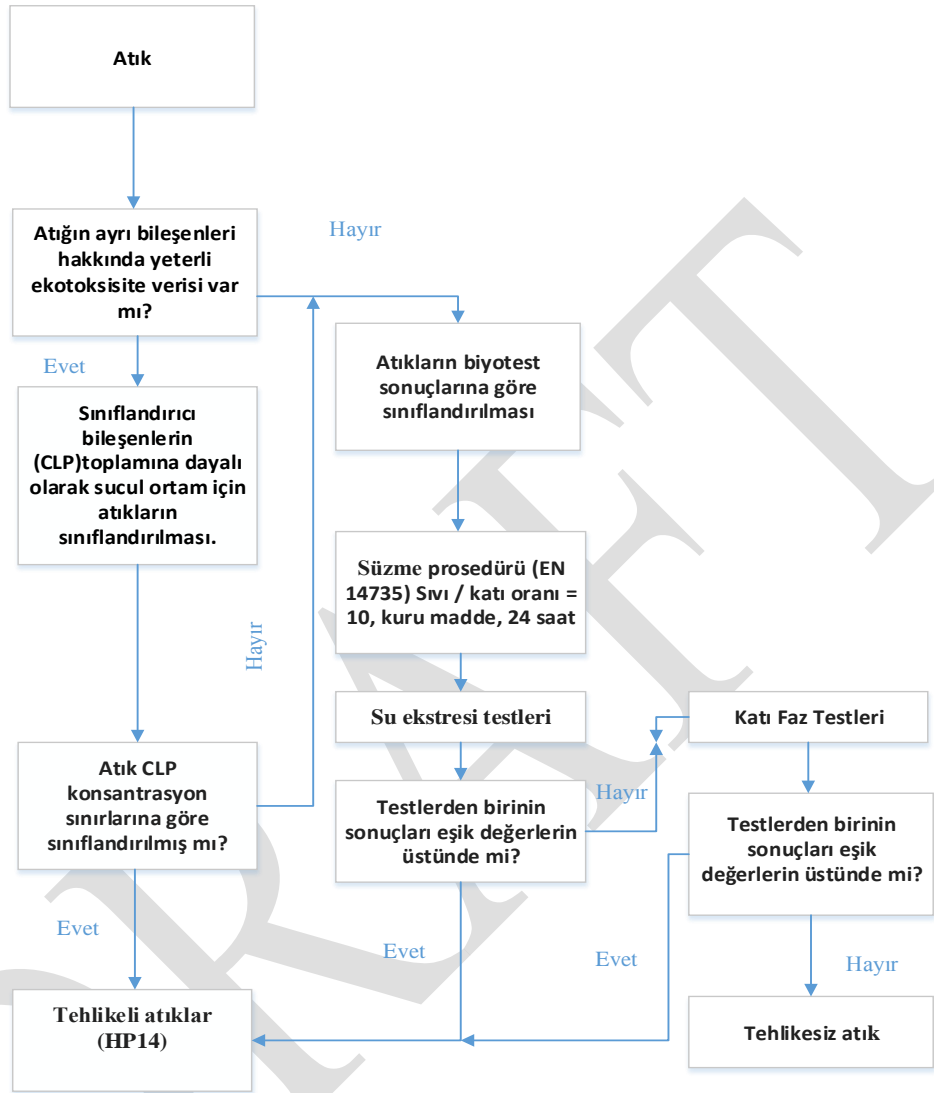 Atık
Atığın ayrı bileşenleri
hakkında yeterli
ekotoksisite verisi var
mı?
Hayır
Evet
Sınıflandırıcı
bileşenlerin
(CLP)toplamına dayalı
olarak sucul ortam için
atıkların
sınıflandırılması.
Hayır
Atık CLP
konsantrasyon
sınırlarına göre
sınıflandırılmış mı?
Evet
Tehlikeli atıklar
(HP14)
Atıkların biyotest
sonuçlarına göre
sınıflandırılması
Süzme prosedürü (EN
14735) Sıvı / katı oranı =
10, kuru madde, 24 saat
Su ekstresi testleri
Testlerden birinin
sonuçları eşik değerlerin
üstünde mi?
Hayır
Evet
Katı Faz Testleri
Testlerden birinin
sonuçları eşik
değerlerin üstünde mi?
Evet
Hayır
Tehlikesiz atık
DRAFT